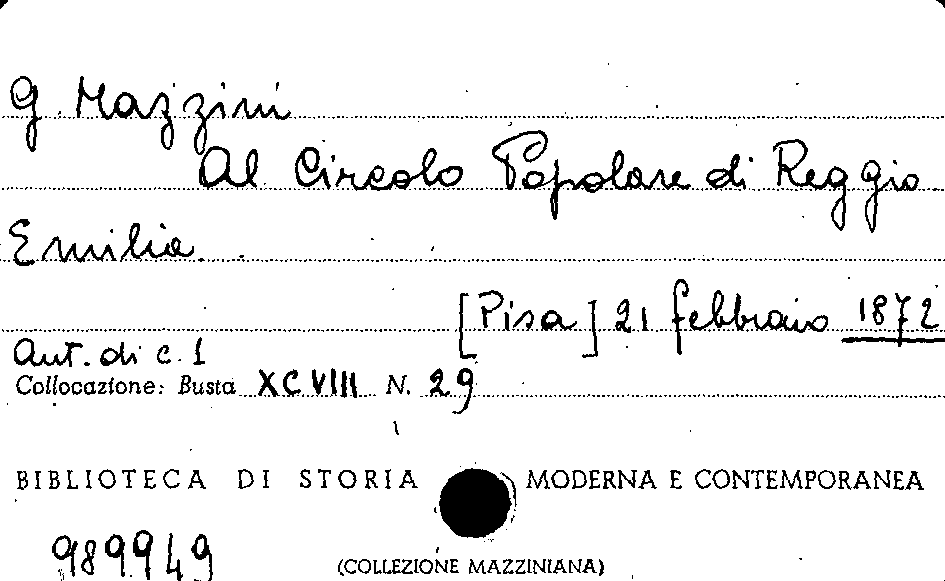 G. Mazzini
Al Circolo Popolare di Reggio
Emilia.
[Pisa] 21 febbraio 1872
Aut. di c. 1
Collocazione: Busta XCVIII N. 29
BIBLIOTECA DI STORIA MODERNA E CONTEMPORANEA
989949
(COLLEZIONE MAZZINIANA)